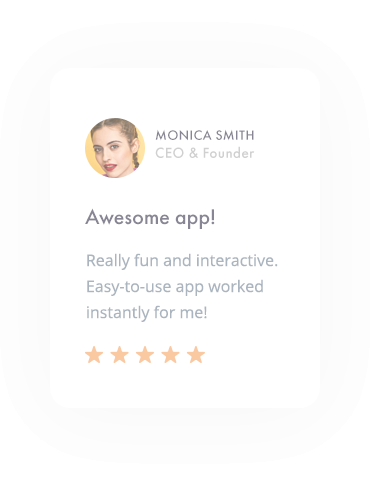 MONICA SMITH
CEO & Founder
Awesome app!
Really fun and interactive.
Easy-to-use app worked
instantly for me!